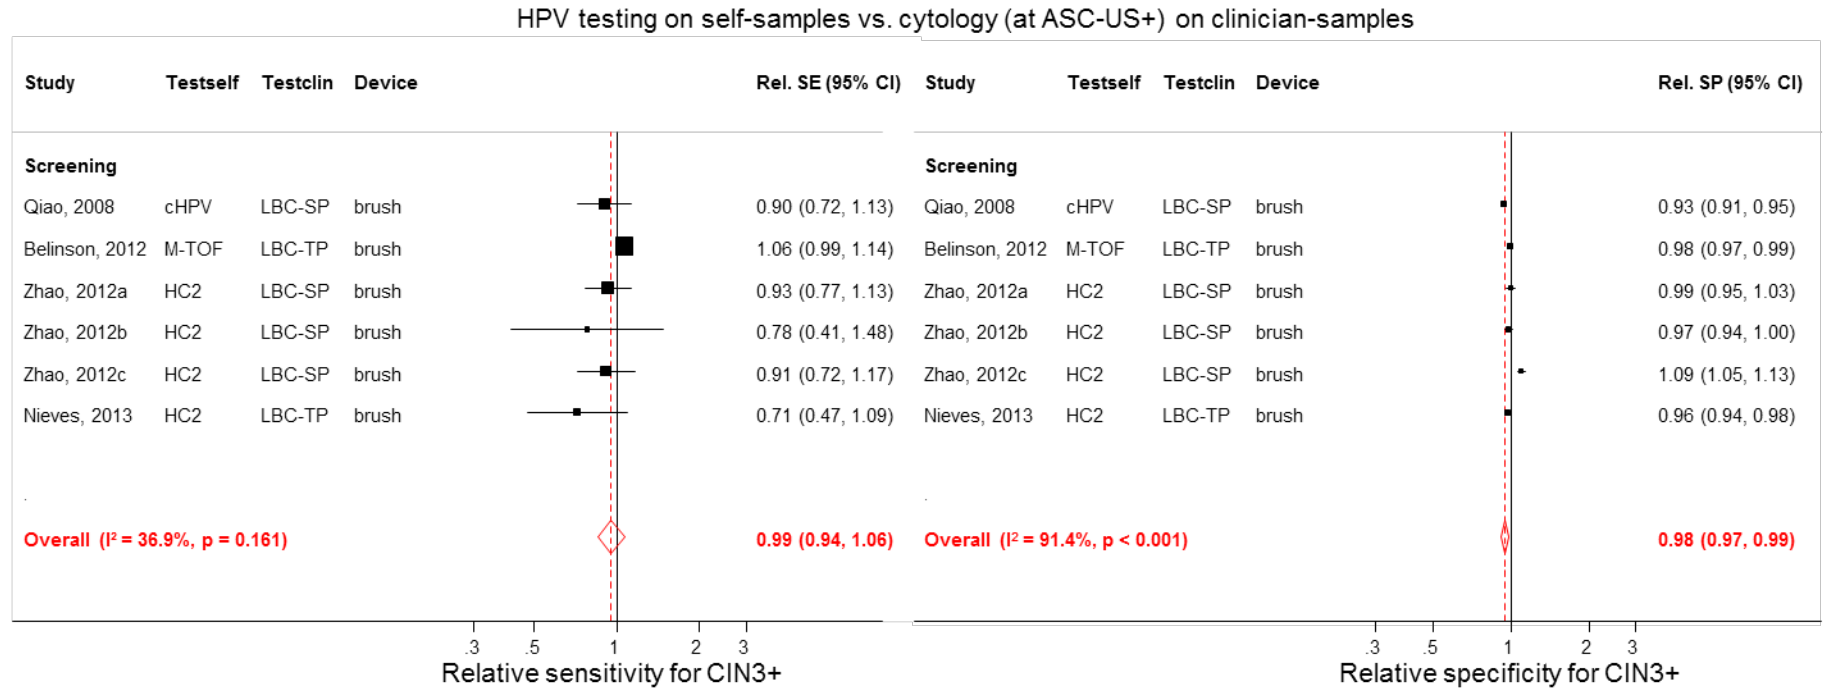 HPV testing on self-samples vs. cytology (at ASC-US+) on clinician-samples
Study Testself Testclin Device Rel. SE (95% CI)
Screening
Qiao, 2008 cHPV LBC-SP brush 0.90 (0.72, 1.13)
Belinson, 2012 M-TOF LBC-TP brush 1.06 (0.99, 1.14)
Zhao, 2012a HC2 LBC-SP brush 0.93 (0.77, 1.13)
Zhao, 2012b HC2 LBC-SP brush 0.78 (0.41, 1.48)
Zhao, 2012c HC2 LBC-SP brush 0.91 (0.72, 1.17)
Nieves, 2013 HC2 LBC-TP brush 0.71 (0.47, 1.09)
.
Overall (I² = 36.9%, p = 0.161) 0.99 (0.94, 1.06)
.3 .5 1 2 3
Relative sensitivity for CIN3+
Study Testself Testclin Device Rel. SP (95% CI)
Screening
Qiao, 2008 cHPV LBC-SP brush 0.93 (0.91, 0.95)
Belinson, 2012 M-TOF LBC-TP brush 0.98 (0.97, 0.99)
Zhao, 2012a HC2 LBC-SP brush 0.99 (0.95, 1.03)
Zhao, 2012b HC2 LBC-SP brush 0.97 (0.94, 1.00)
Zhao, 2012c HC2 LBC-SP brush 1.09 (1.05, 1.13)
Nieves, 2013 HC2 LBC-TP brush 0.96 (0.94, 0.98)
.
Overall (I² = 91.4%, p < 0.001) 0.98 (0.97, 0.99)
.3 .5 1 2 3
Relative specificity for CIN3+